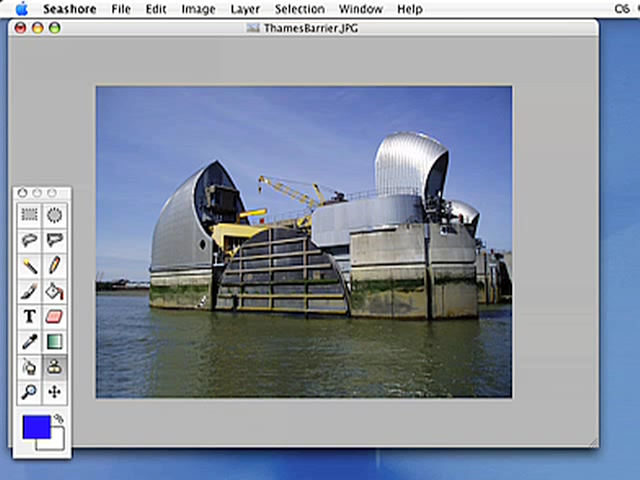 Seashore File Edit Image Layer Selection Window Help
ThamesBarrier.JPG
T